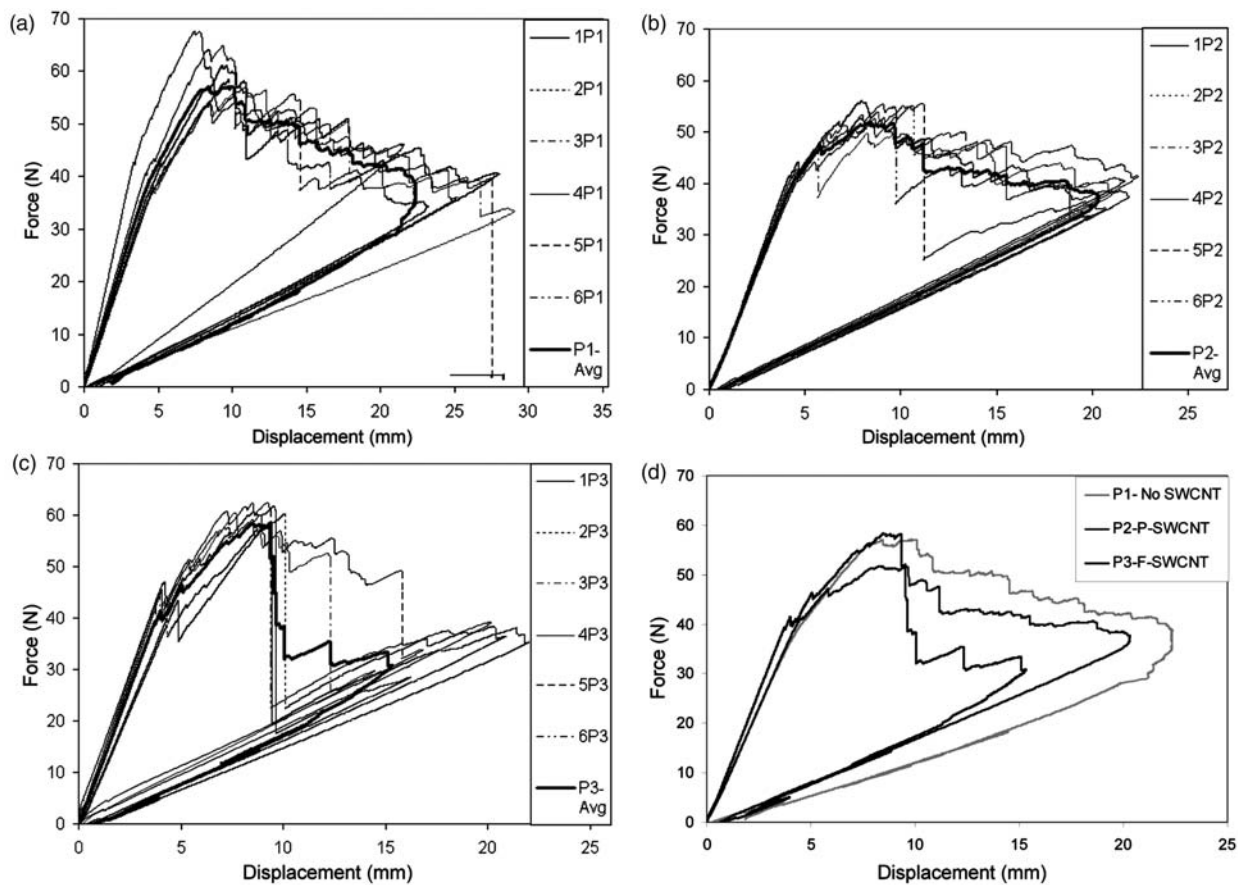 (a)
70
60
50
40
30
20
10
0
Force (N)
0 5 10 15 20 25 30 35
Displacement (mm)
1P1
2P1
3P1
4P1
5P1
6P1
P1-
Avg
(b)
70
60
50
40
30
20
10
0
Force (N)
0 5 10 15 20 25
Displacement (mm)
1P2
2P2
3P2
4P2
5P2
6P2
P2-
Avg
(c)
70
60
50
40
30
20
10
0
Force (N)
0 5 10 15 20 25
Displacement (mm)
1P3
2P3
3P3
4P3
5P3
6P3
P3-
Avg
(d)
70
60
50
40
30
20
10
0
Force (N)
0 5 10 15 20 25
Displacement (mm)
P1- No SWCNT
P2-P-SWCNT
P3-F-SWCNT